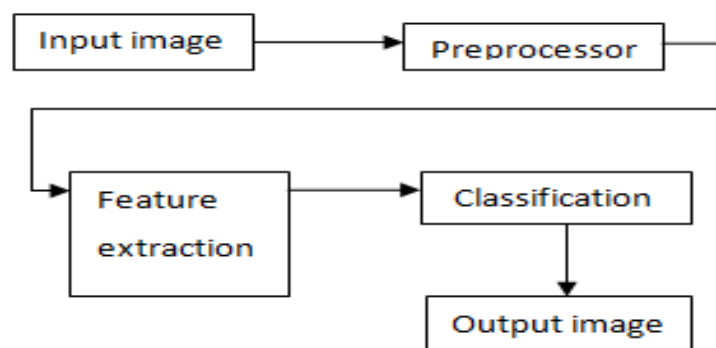 Input image
Preprocessor
Feature
extraction
Classification
Output image